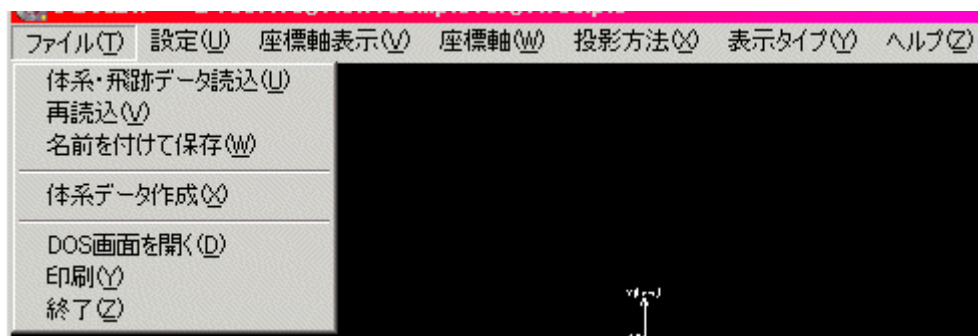 ファイル(T) 設定(U) 座標軸表示(V) 座標軸(W) 投影方法(X) 表示タイプ(Y) ヘルプ(Z)
体系・飛跡データ読込(U)
再読込(V)
名前を付けて保存(W)
体系データ作成(X)
DOS画面を開く(D)
印刷(Y)
終了(Z)